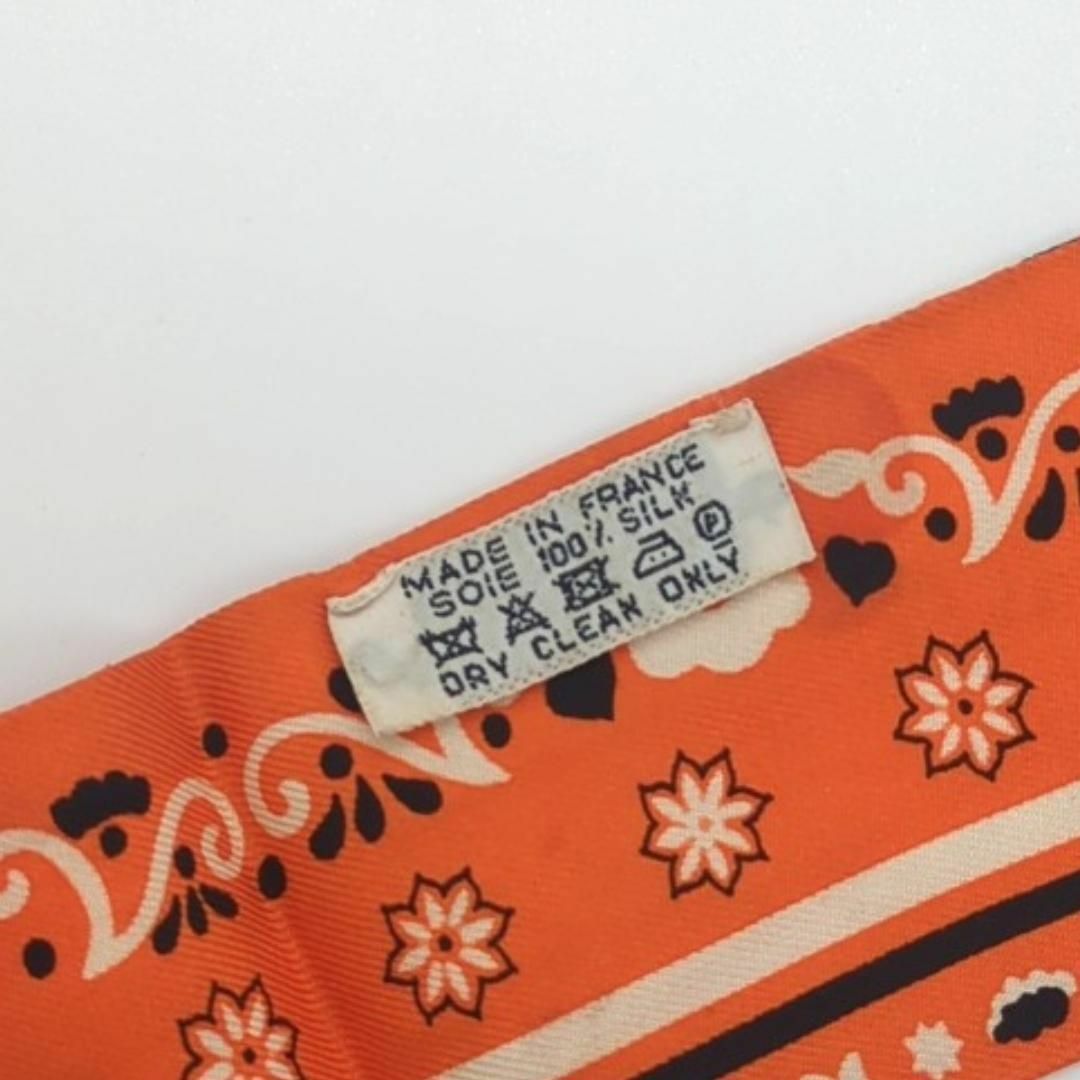 MADE IN FRANCE
SOIE 100% SILK
P
DRY CLEAN ONLY